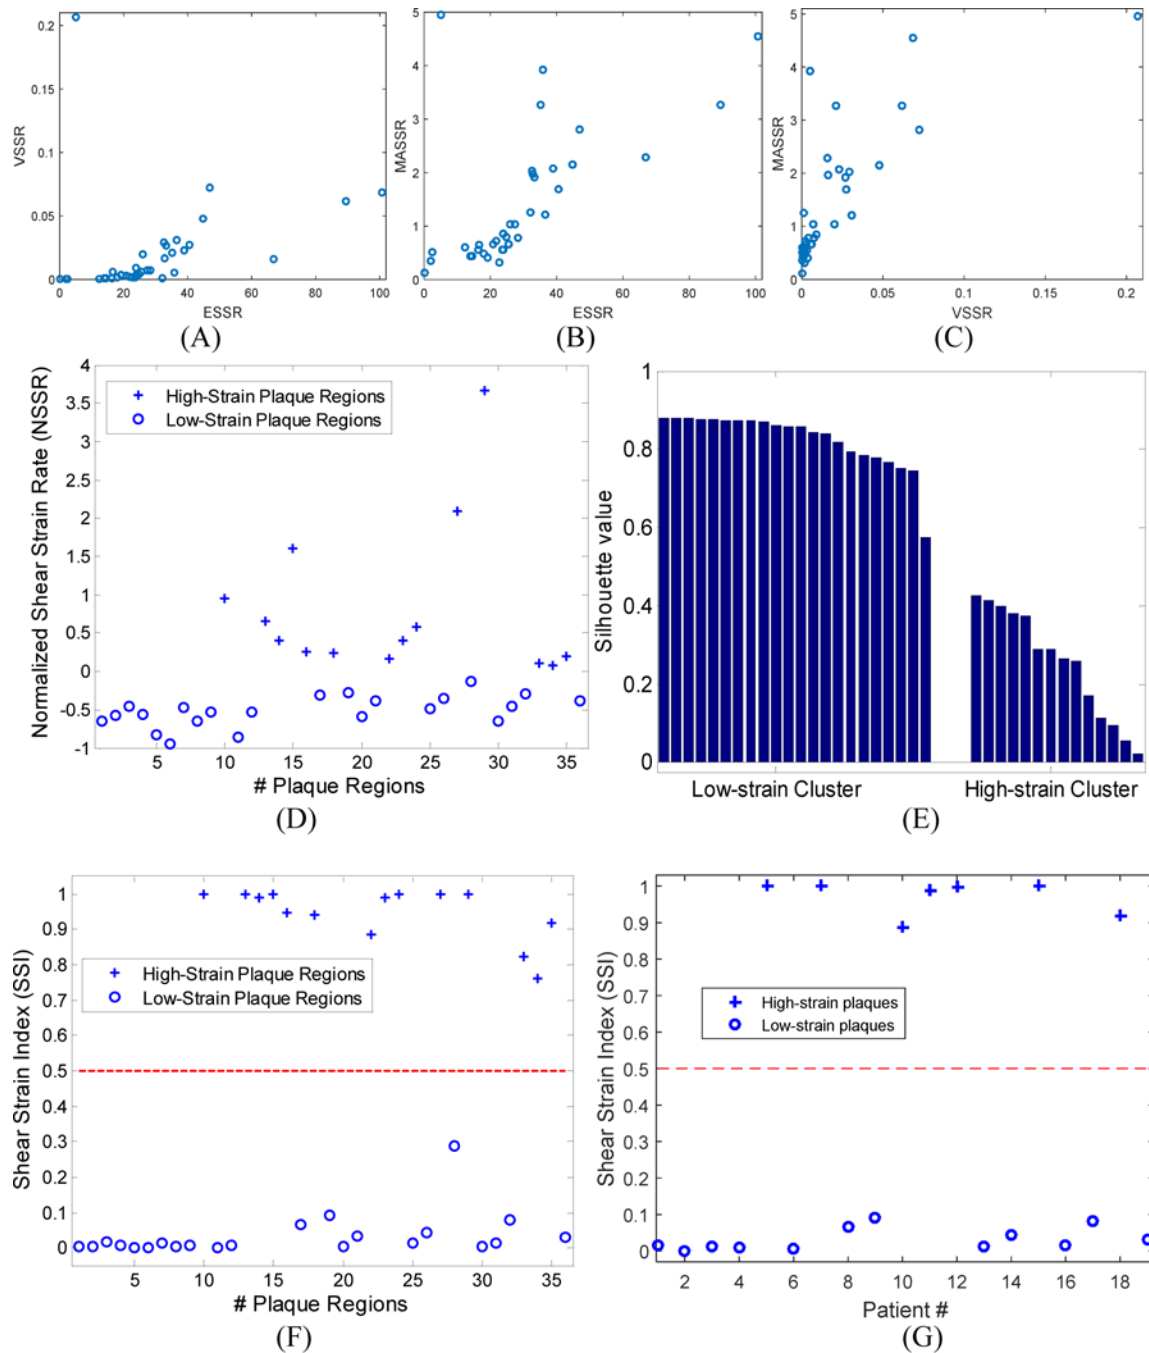 0.2
0.15
0.1
0.05
0
VSSR
0 20 40 60 80 100
ESSR
(A)
5
4
3
2
1
0
MASSR
0 20 40 60 80 100
ESSR
(B)
5
4
3
2
1
0
MASSR
0 0.05 0.1 0.15 0.2
VSSR
(C)
4
3.5
3
2.5
2
1.5
1
0.5
0
-0.5
-1
Normalized Shear Strain Rate (NSSR)
High-Strain Plaque Regions
Low-Strain Plaque Regions
5 10 15 20 25 30 35
# Plaque Regions
(D)
1
0.8
0.6
0.4
0.2
0
Silhouette value
Low-strain Cluster High-strain Cluster
(E)
1
0.9
0.8
0.7
0.6
0.5
0.4
0.3
0.2
0.1
0
Shear Strain Index (SSI)
High-Strain Plaque Regions
Low-Strain Plaque Regions
5 10 15 20 25 30 35
# Plaque Regions
(F)
1
0.9
0.8
0.7
0.6
0.5
0.4
0.3
0.2
0.1
0
Shear Strain Index (SSI)
High-strain plaques
Low-strain plaques
2 4 6 8 10 12 14 16 18
Patient #
(G)